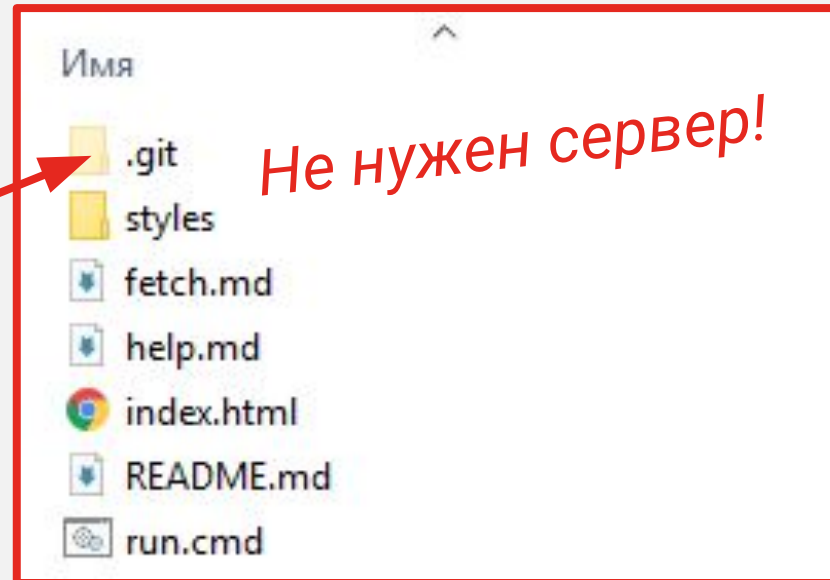 Имя
.git
Не нужен сервер!
styles
fetch.md
help.md
index.html
README.md
run.cmd